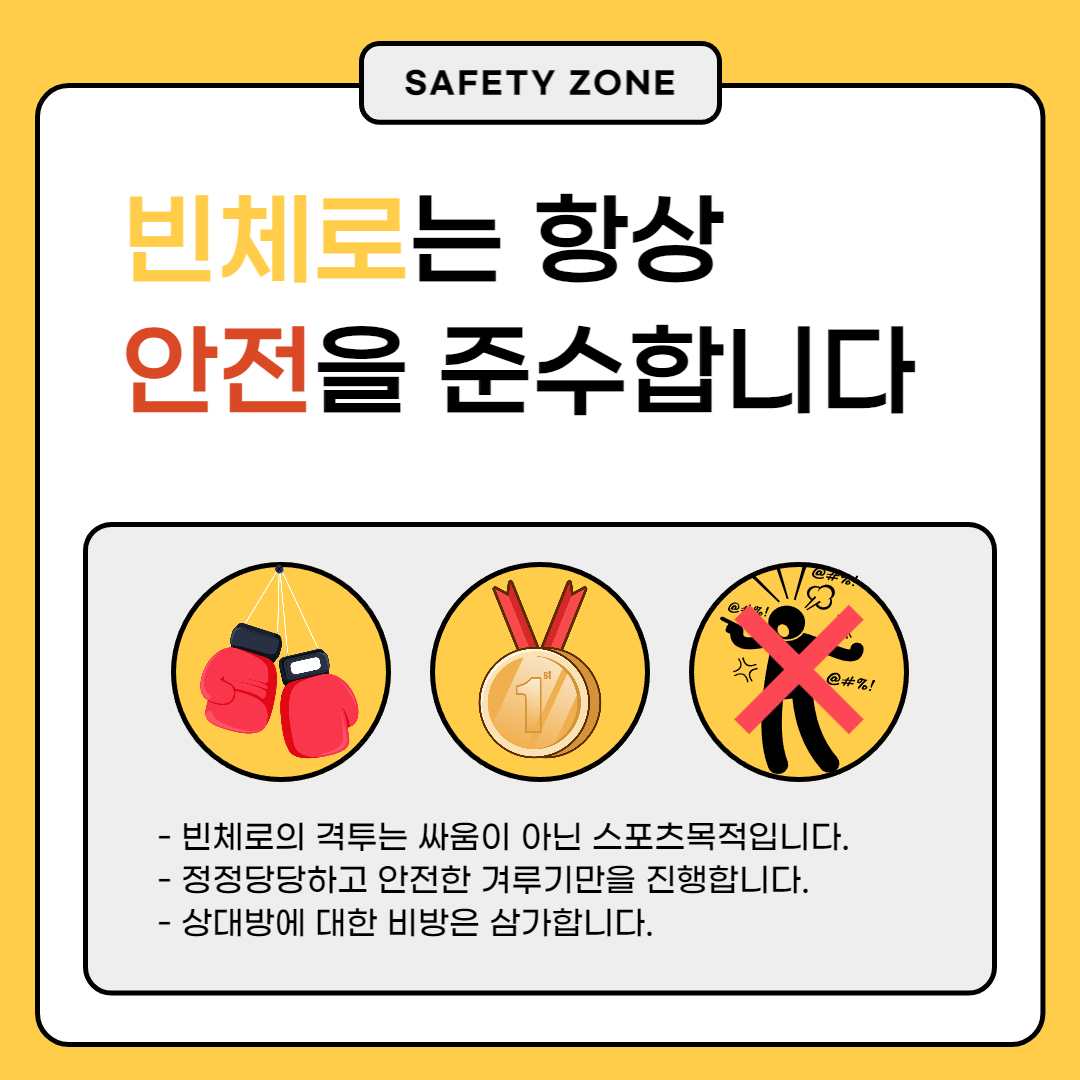 SAFETY ZONE
빈체로는 항상
안전을 준수합니다
@#%!
@#%!
@#%!
1st
- 빈체로의 격투는 싸움이 아닌 스포츠목적입니다.
- 정정당당하고 안전한 겨루기만을 진행합니다.
- 상대방에 대한 비방은 삼가합니다.